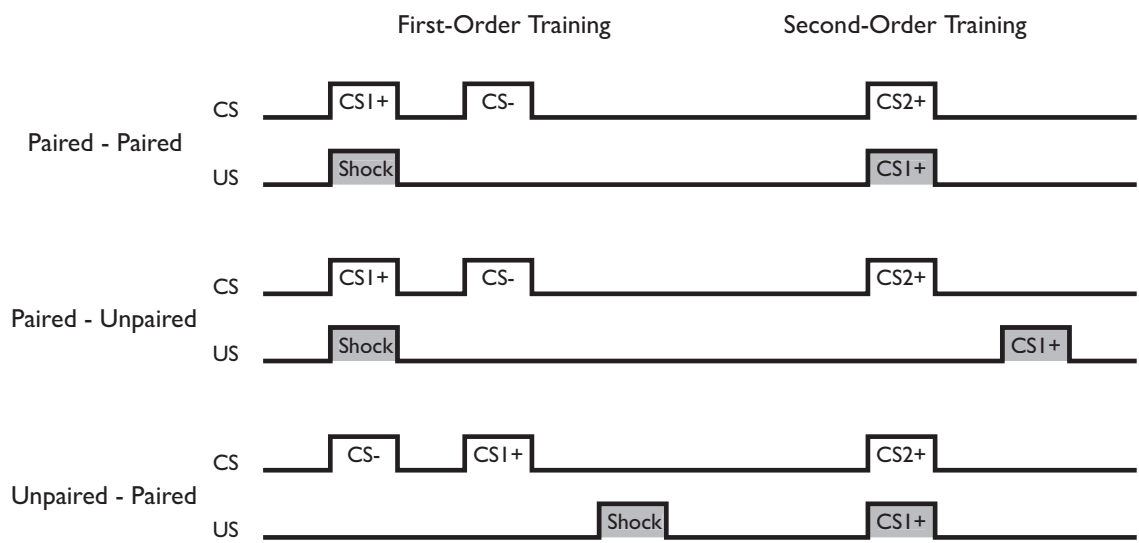 First-Order Training Second-Order Training
CS CS1+ CS- CS2+
Paired - Paired
US Shock CS1+
CS CS1+ CS- CS2+
Paired - Unpaired
US Shock CS1+
CS CS- CS1+ CS2+
Unpaired - Paired
US Shock CS1+